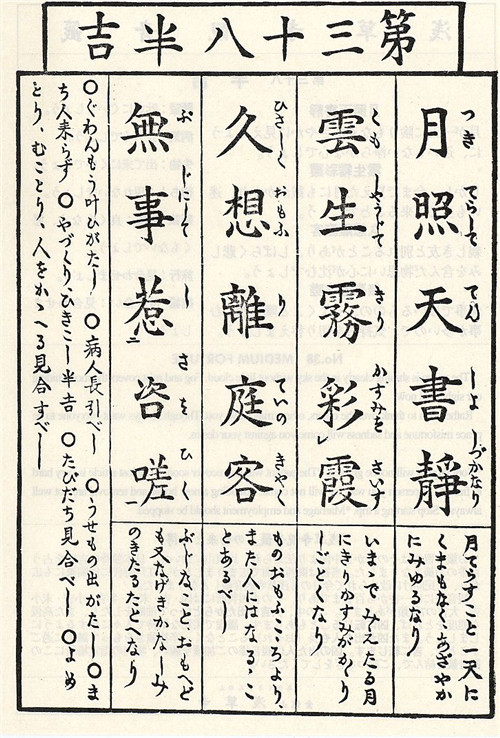 第三十八半吉
月照天書靜
月てらすこと一天に
くまもなくあざやか
にみゆるなり
雲生霧彩霞
いままでみえたる月
にきりかすみがかゝり
しごとくなり
久想離庭客
ものおもふころより
また人にはなるゝこ
とあるべし
無事惹咨嗟
ぶじなことゝおもへど
も又なげきかなしみ
のきたるたとへなり
〇ぐわんもう叶ひがたし 〇病人長引べし 〇うせもの出がたし 〇ま
ち人来らず 〇やづくりひきこし半吉 〇たびだち見合べし 〇よめ
とり、むことり、人をかゝへる見合すべし